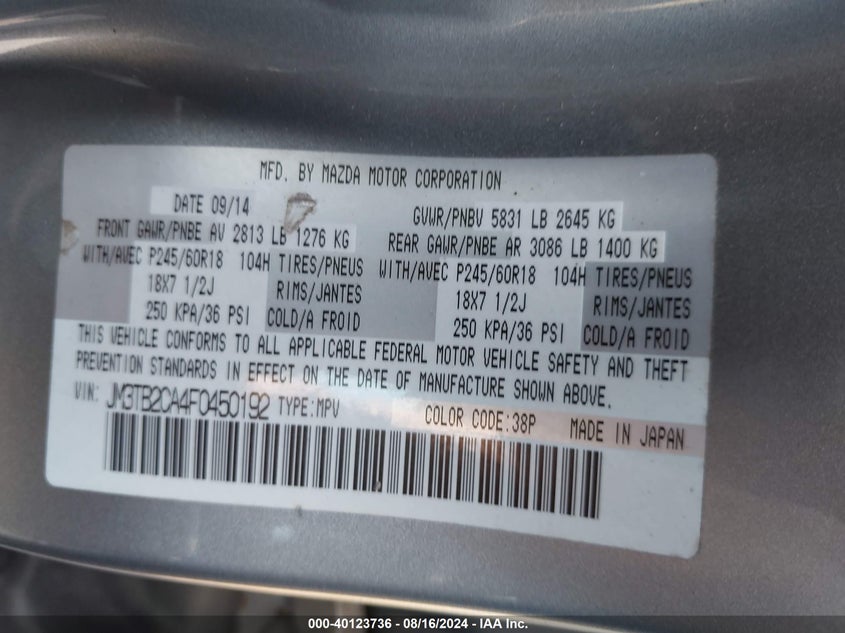 MFD. BY MAZDA MOTOR CORPORATION
DATE 09/14 GVWR/PNBV 5831 LB 2645 KG
FRONT GAWR/PNBE AV 2813 LB 1276 KG REAR GAWR/PNBE AR 3086 LB 1400 KG
WITH/AVEC P245/60R18 104H TIRES/PNEUS WITH/AVEC P245/60R18 104H TIRES/PNEUS
18X7 1/2J RIMS/JANTES 18X7 1/2J RIMS/JANTES
250 KPA/36 PSI COLD/A FROID 250 KPA/36 PSI COLD/A FROID
THIS VEHICLE CONFORMS TO ALL APPLICABLE FEDERAL MOTOR VEHICLE SAFETY AND THEFT
PREVENTION STANDARDS IN EFFECT ON THE DATE OF MANUFACTURE SHOWN ABOVE.
VIN: JM3TB2CA4F0450192 TYPE:MPV COLOR CODE:38P MADE IN JAPAN
000-40123736 - 08/16/2024 - IAA Inc.